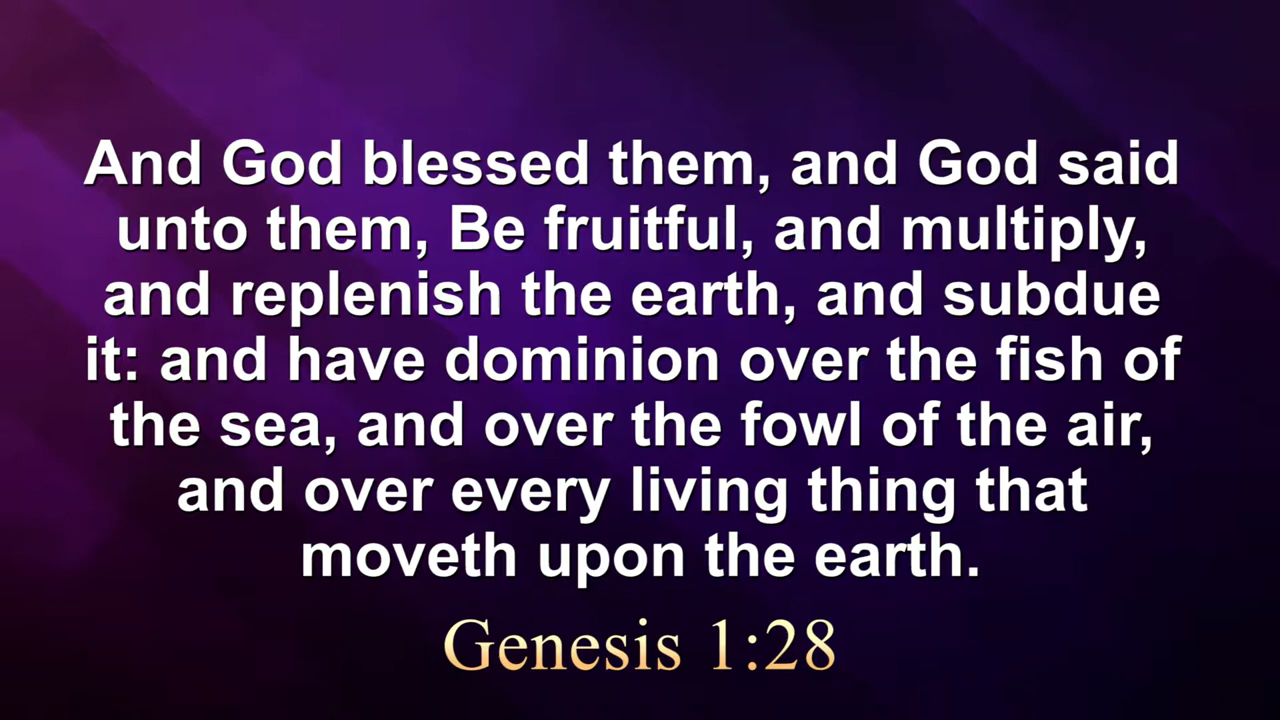 And God blessed them, and God said
unto them, Be fruitful, and multiply,
and replenish the earth, and subdue
it: and have dominion over the fish of
the sea, and over the fowl of the air,
and over every living thing that
moveth upon the earth.
Genesis 1:28